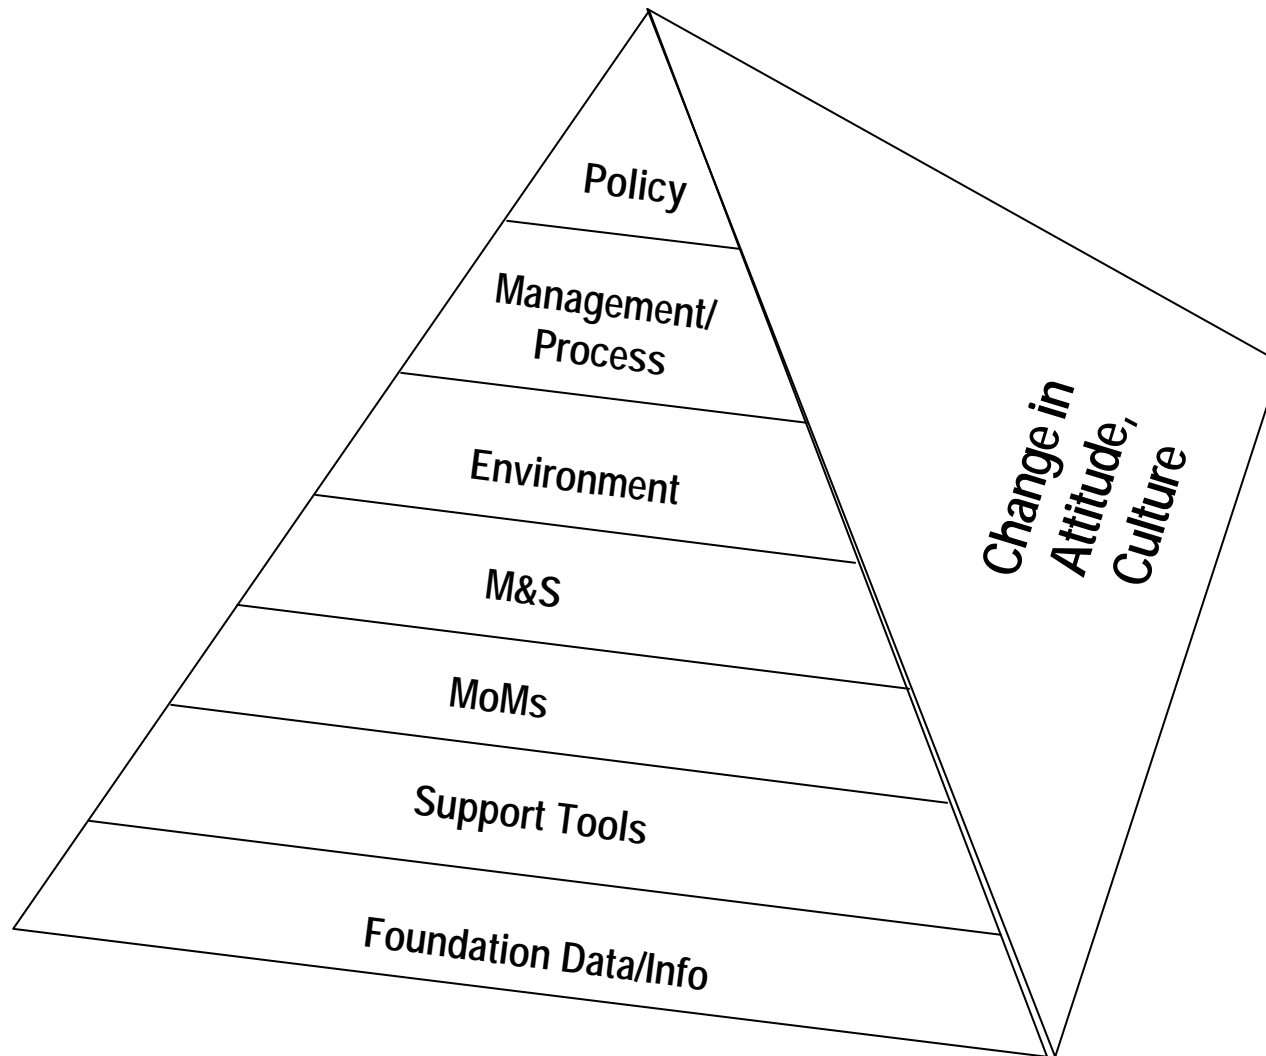 Policy
Management/
Process
Environment
M&S
MoMs
Support Tools
Foundation Data/Info
Change in
Attitude,
Culture